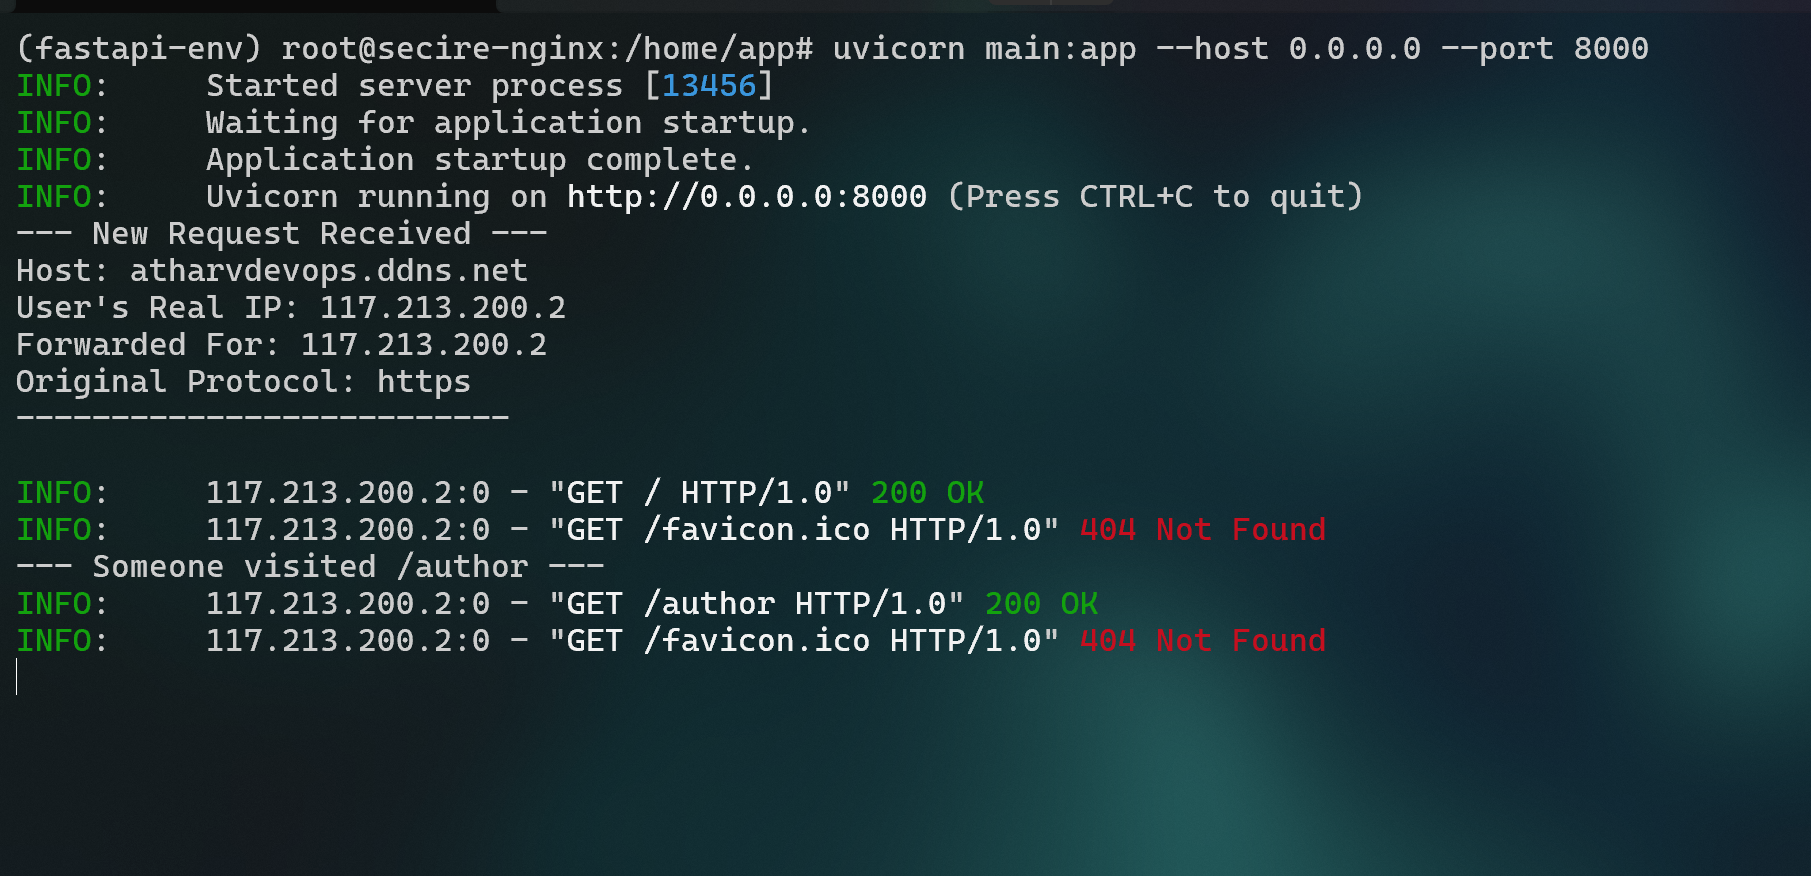 (fastapi-env) root@secire-nginx:/home/app# uvicorn main:app --host 0.0.0.0 --port 8000
INFO:     Started server process [13456]
INFO:     Waiting for application startup.
INFO:     Application startup complete.
INFO:     Uvicorn running on http://0.0.0.0:8000 (Press CTRL+C to quit)
--- New Request Received ---
Host: atharvdevops.ddns.net
User's Real IP: 117.213.200.2
Forwarded For: 117.213.200.2
Original Protocol: https
--------------------------
INFO:     117.213.200.2:0 - "GET / HTTP/1.0" 200 OK
INFO:     117.213.200.2:0 - "GET /favicon.ico HTTP/1.0" 404 Not Found
--- Someone visited /author ---
INFO:     117.213.200.2:0 - "GET /author HTTP/1.0" 200 OK
INFO:     117.213.200.2:0 - "GET /favicon.ico HTTP/1.0" 404 Not Found